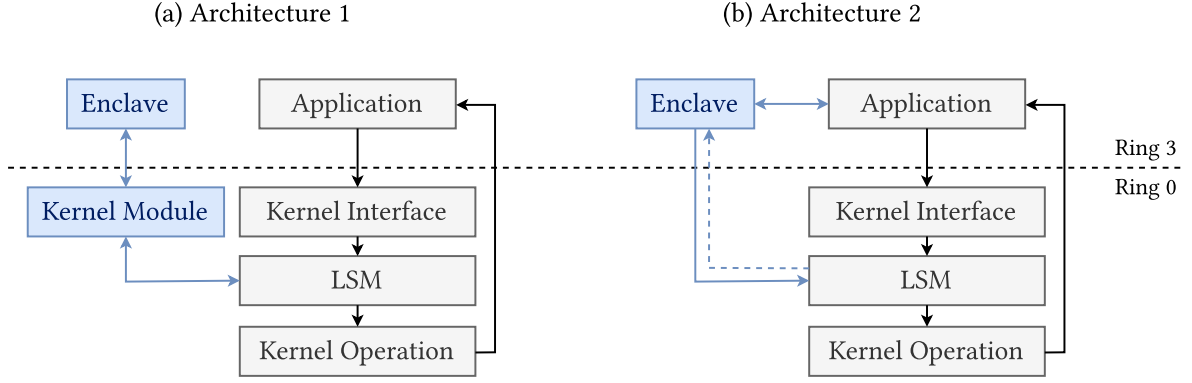 (a) Architecture 1
Enclave
Application
Kernel Module
Kernel Interface
LSM
Kernel Operation
(b) Architecture 2
Enclave
Application
Ring 3
Ring 0
Kernel Interface
LSM
Kernel Operation